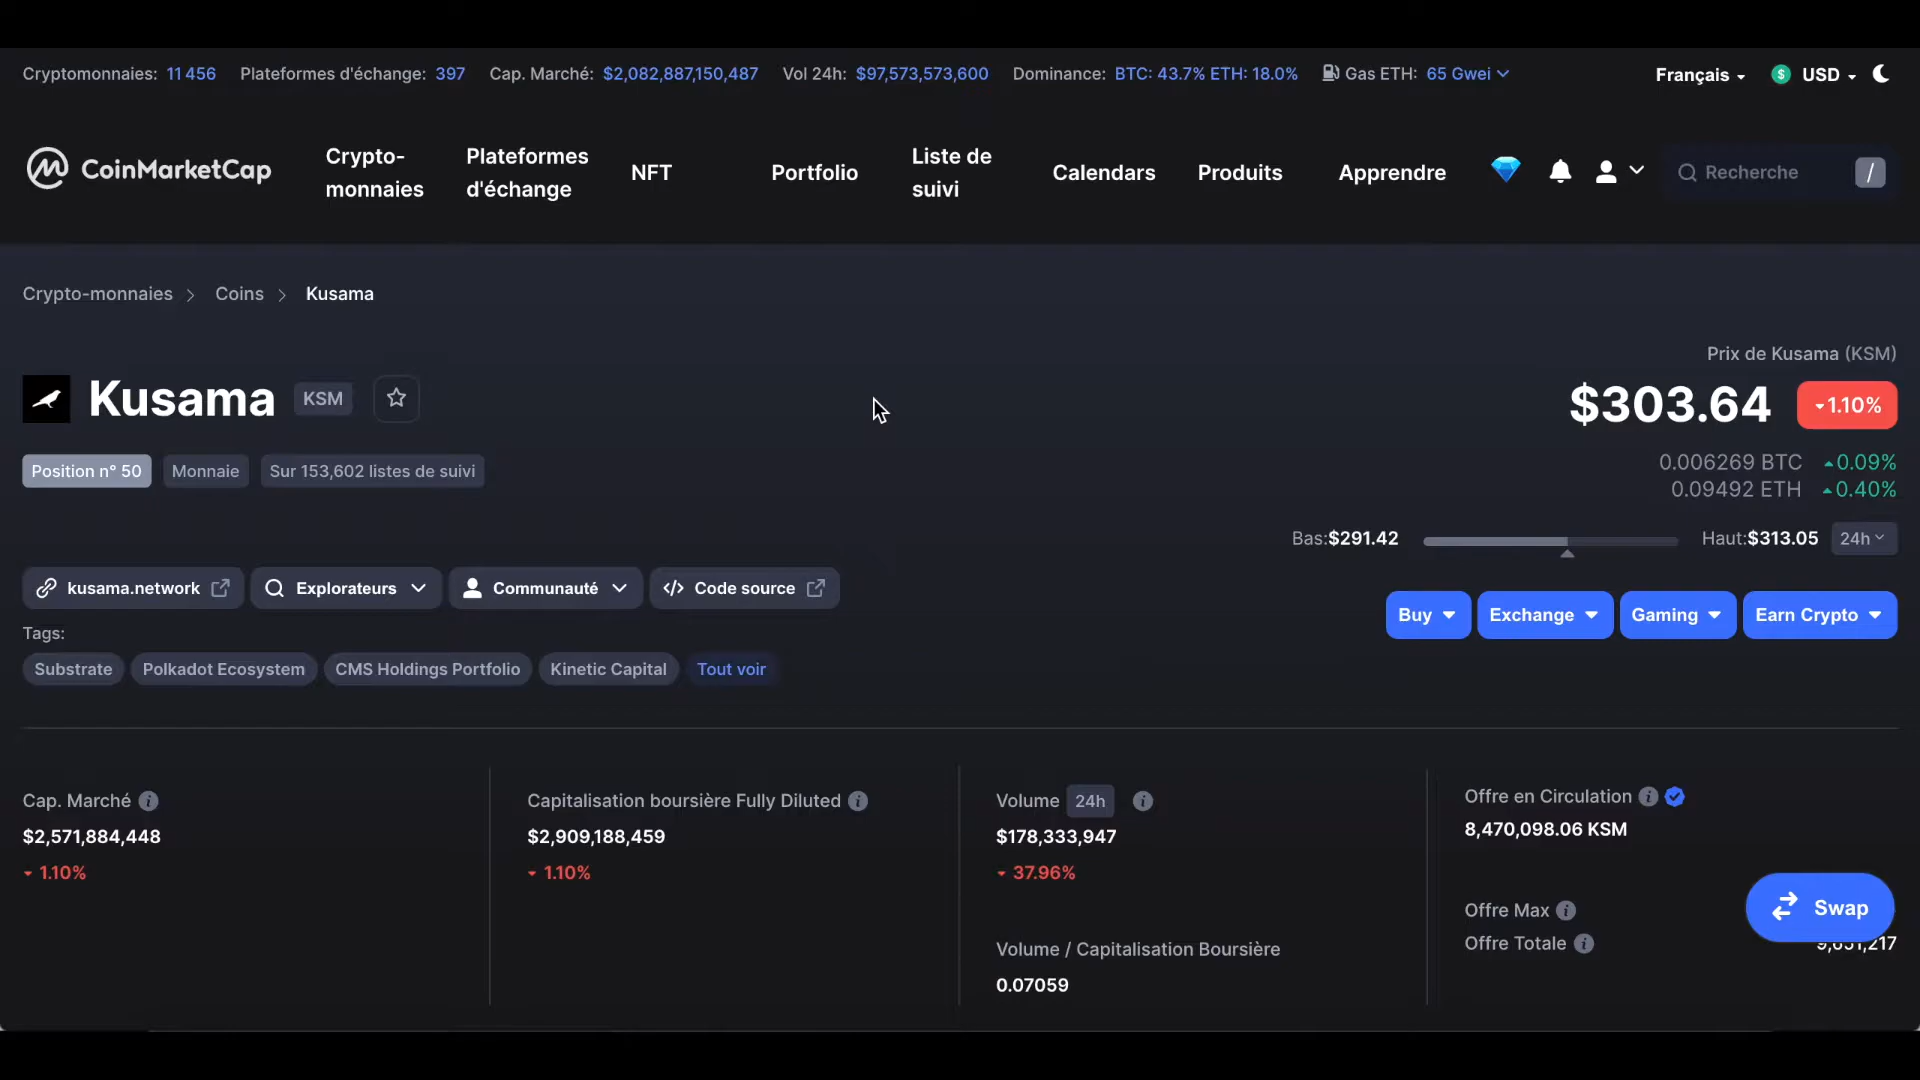 Cryptomonnaies: 11 456 Plateformes d'échange: 397 Cap. Marché: $2,082,887,150,487 Vol 24h: $97,573,573,600 Dominance: BTC: 43.7% ETH: 18.0% Gas ETH: 65 Gwei Français USD
CoinMarketCap
Crypto-
monnaies
Plateformes
d'échange
NFT
Portfolio
Liste de
suivi
Calendars
Produits
Apprendre
Recherche /
Crypto-monnaies > Coins > Kusama
Prix de Kusama (KSM)
Kusama KSM
$303.64 1.10%
Position n° 50 Monnaie Sur 153,602 listes de suivi
0.006269 BTC 0.09%
0.09492 ETH 0.40%
Bas:$291.42 Haut:$313.05 24h
kusama.network Explorateurs Communauté </> Code source
Buy Exchange Gaming Earn Crypto
Tags:
Substrate Polkadot Ecosystem CMS Holdings Portfolio Kinetic Capital Tout voir
Cap. Marché
$2,571,884,448
1.10%
Capitalisation boursière Fully Diluted
$2,909,188,459
1.10%
Volume 24h
$178,333,947
37.96%
Volume / Capitalisation Boursière
0.07059
Offre en Circulation
8,470,098.06 KSM
Offre Max
Offre Totale
Swap